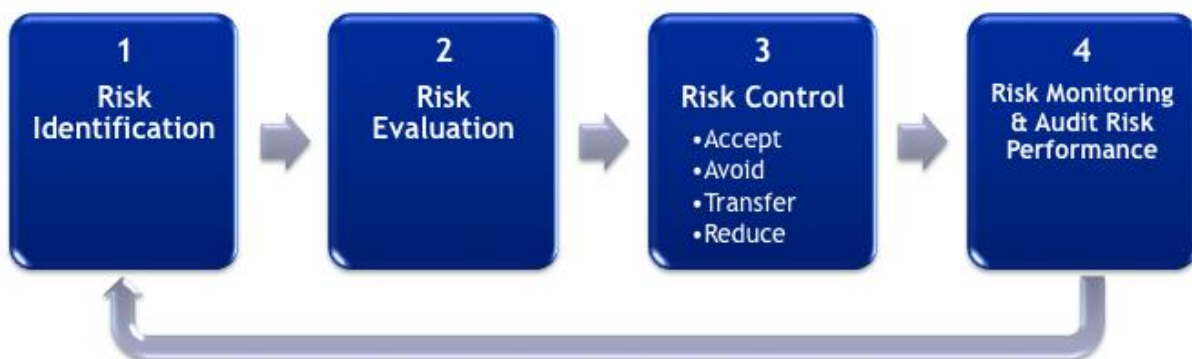 1
Risk
Identification
2
Risk
Evaluation
3
Risk Control
•Accept
•Avoid
•Transfer
•Reduce
4
Risk Monitoring
& Audit Risk
Performance